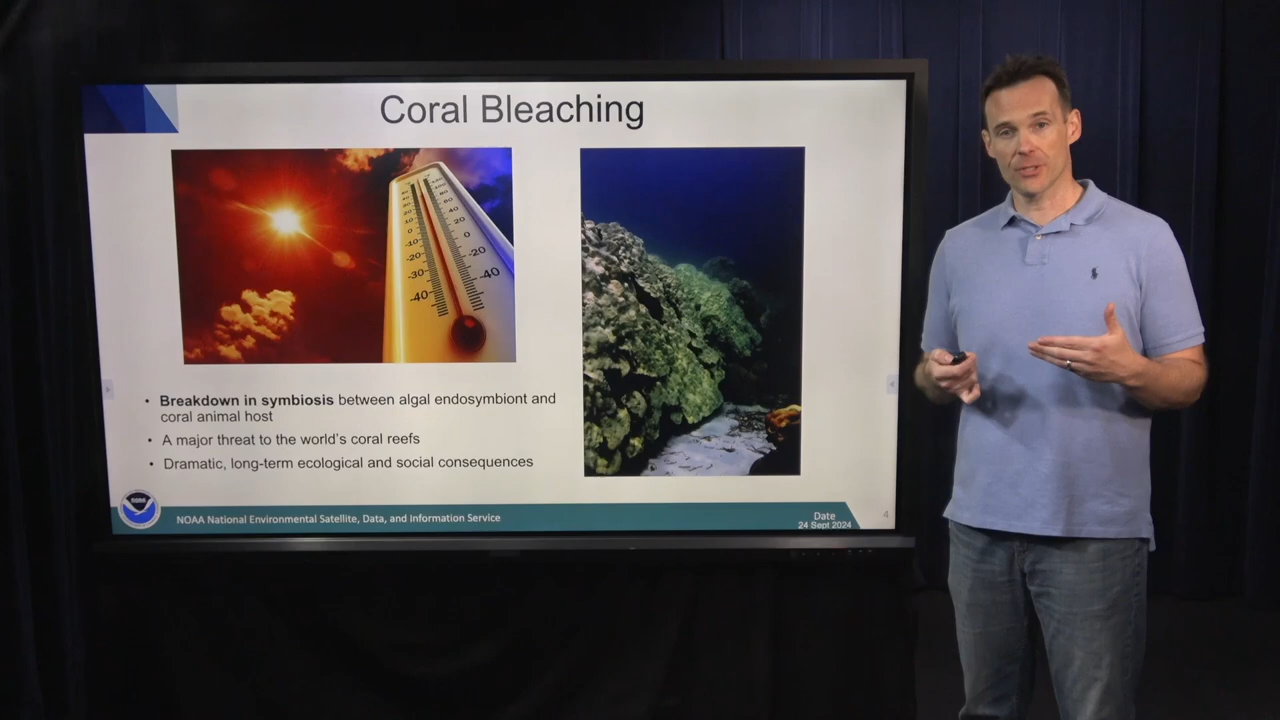 Coral Bleaching
• Breakdown in symbiosis between algal endosymbiont and
coral animal host
• A major threat to the world's coral reefs
• Dramatic, long-term ecological and social consequences
NOAA
NOAA National Environmental Satellite, Data, and Information Service
Date
24 Sept 2024
4